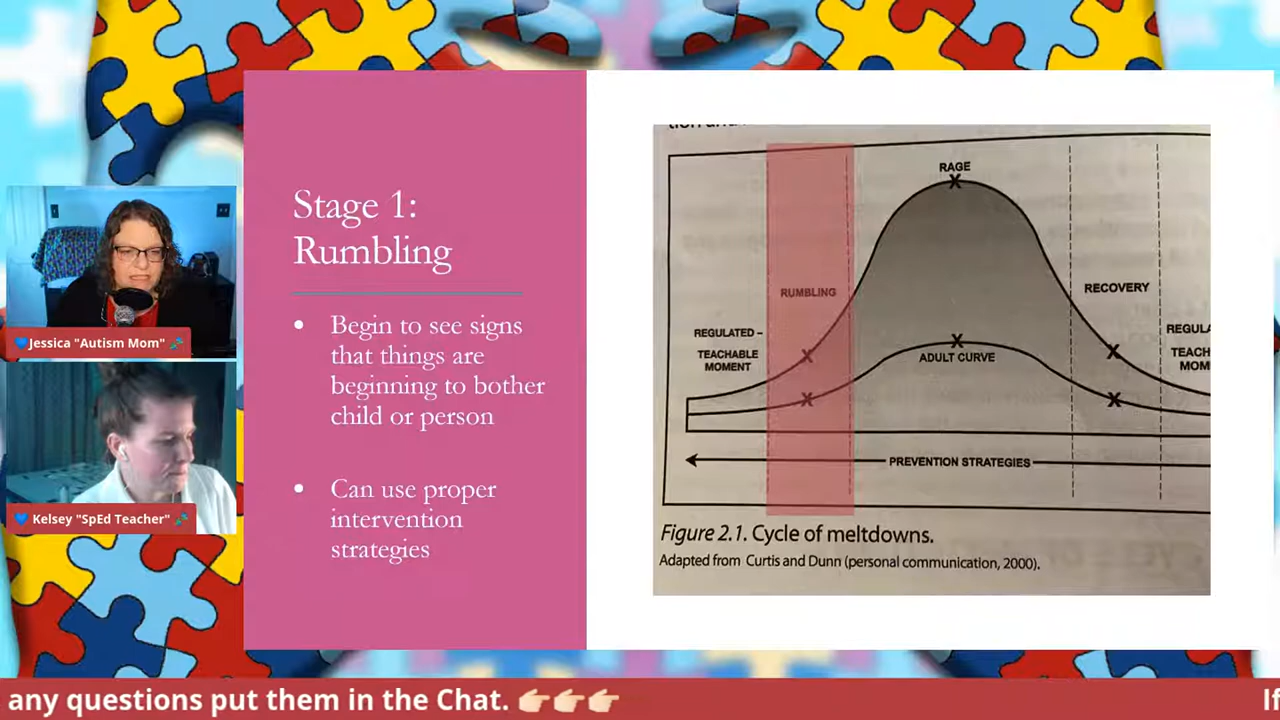 Stage 1:
Rumbling
Begin to see signs
that things are
beginning to bother
child or person
Can use proper
intervention
strategies
RAGE
RUMBLING
RECOVERY
REGULATED –
TEACHABLE
MOMENT
ADULT CURVE
REGULA
TEACH
MOM
PREVENTION STRATEGIES
Figure 2.1. Cycle of meltdowns.
Adapted from Curtis and Dunn (personal communication, 2000).
💙Jessica "Autism Mom"
💙 Kelsey "SpEd Teacher"
any questions put them in the Chat. 👉🏻👉🏻👉🏻
If